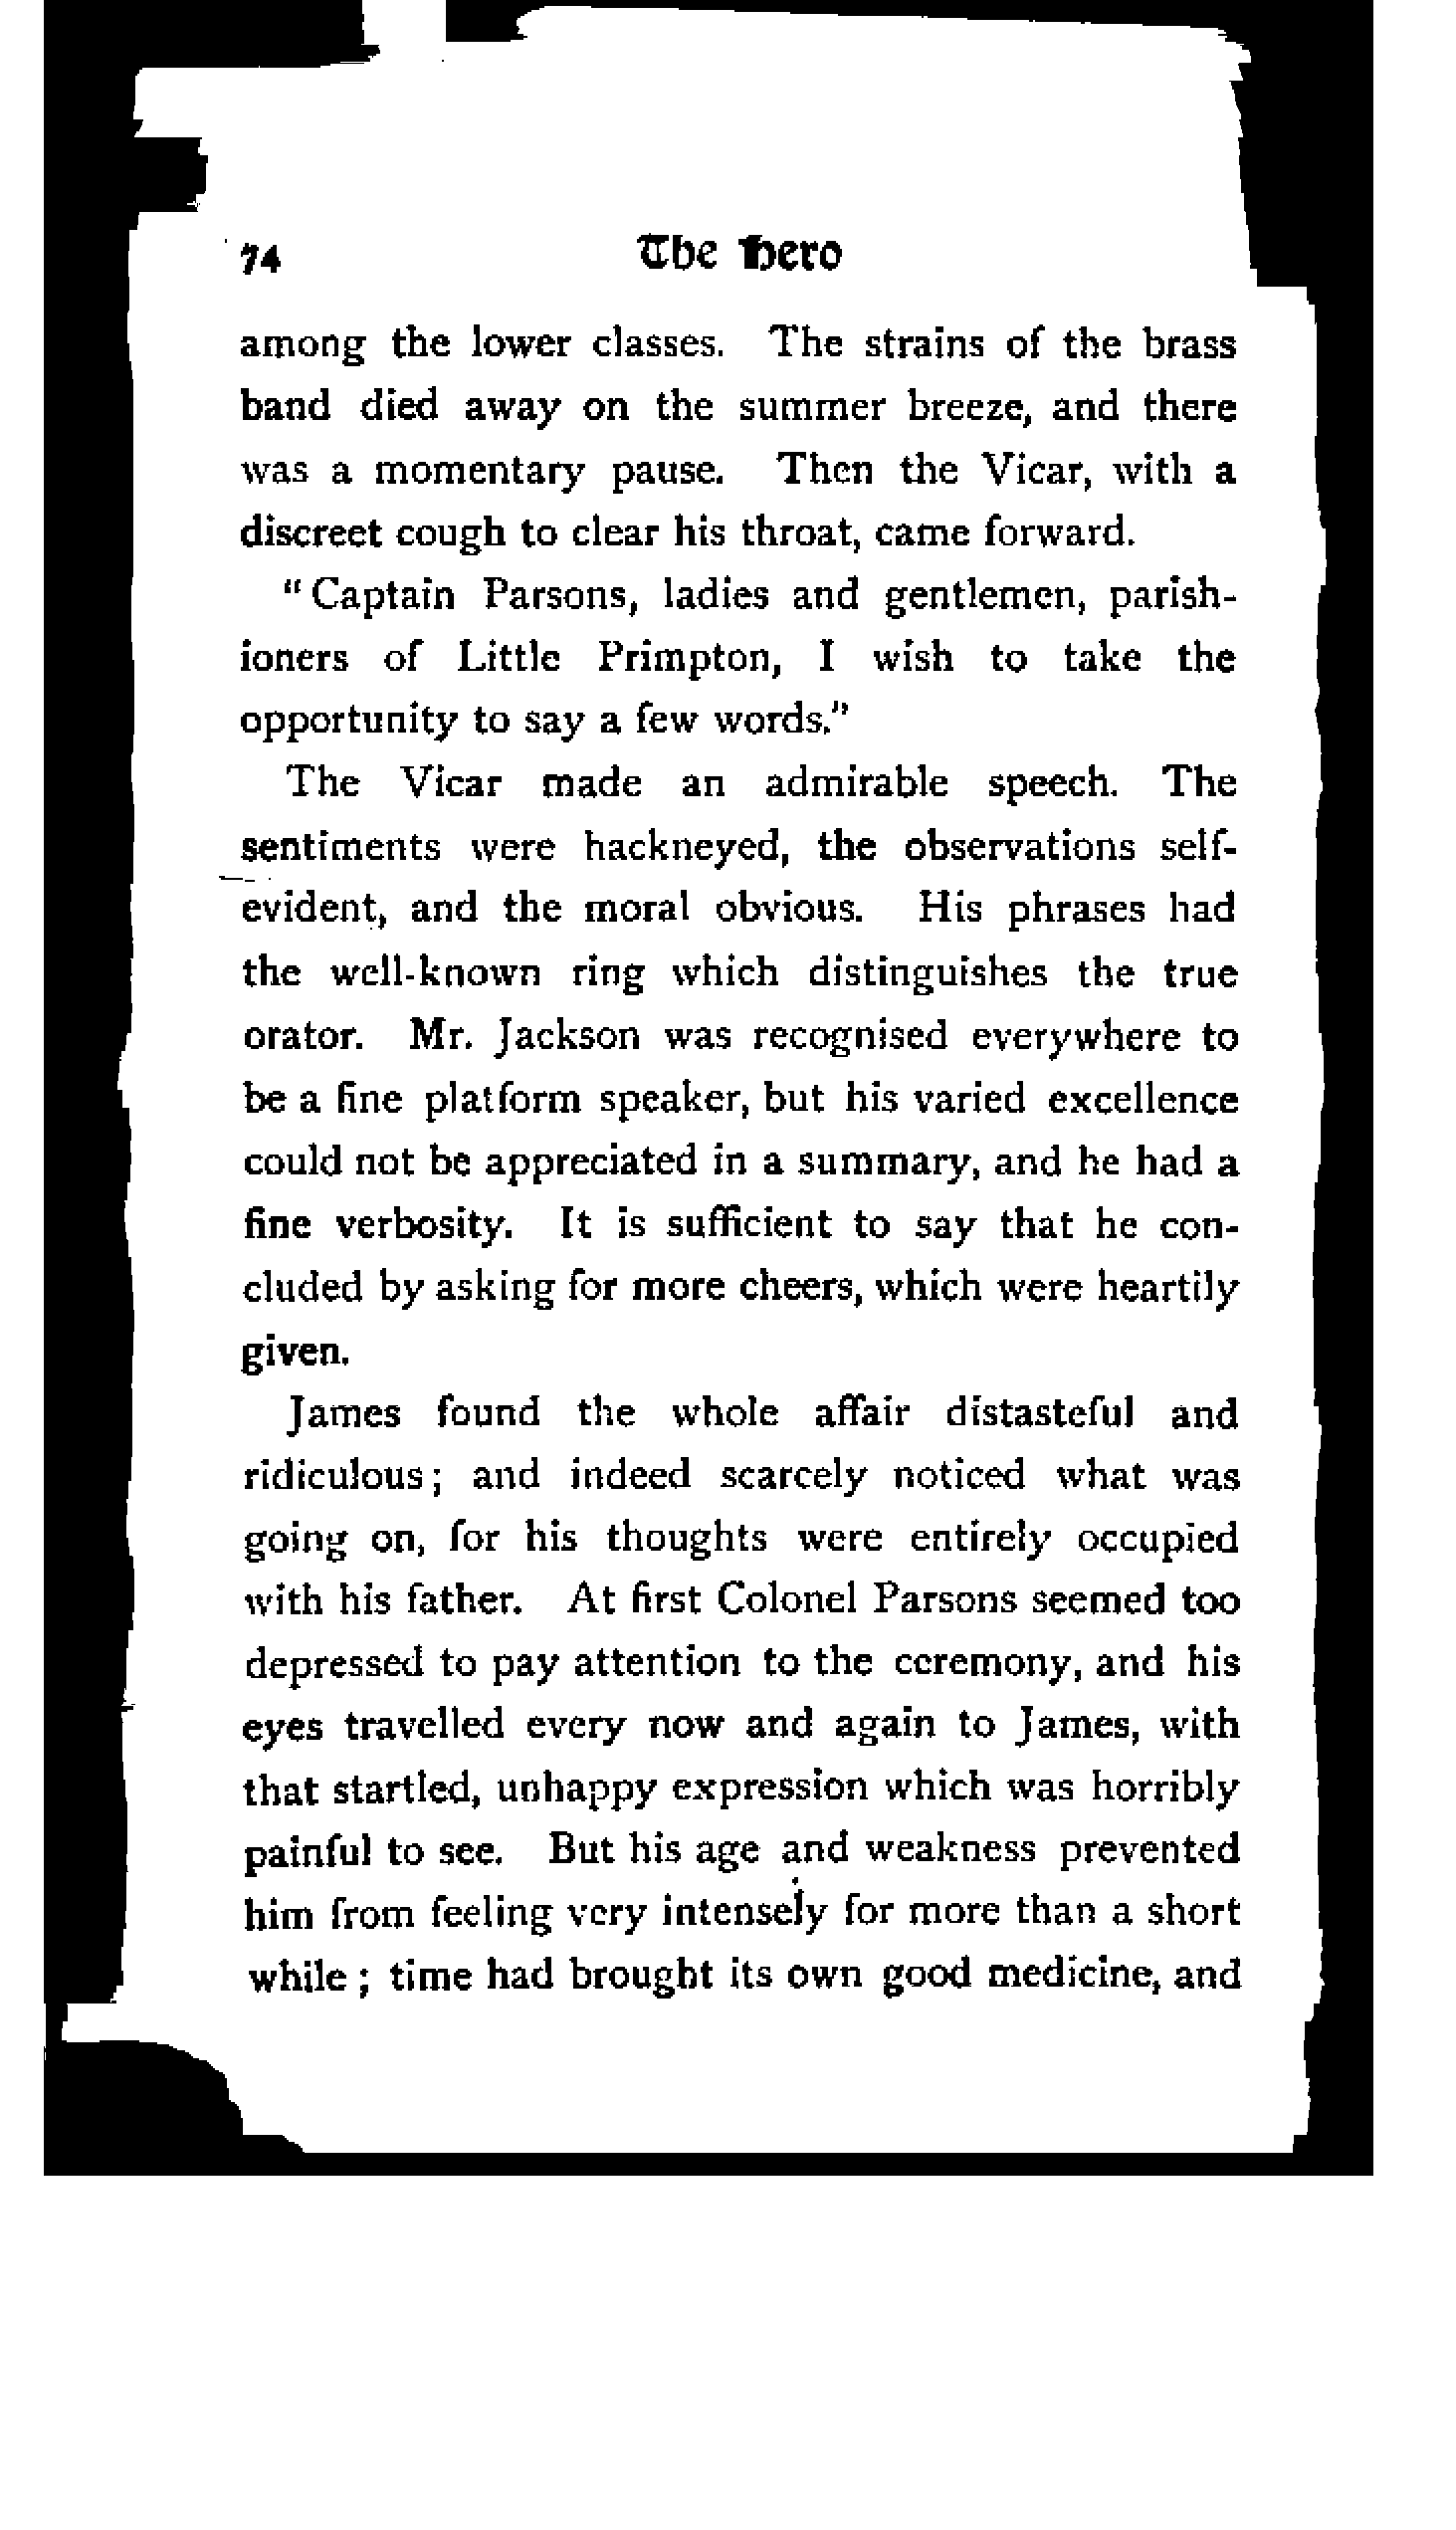 74 The Hero
among the lower classes. The strains of the brass
band died away on the summer breeze, and there
was a momentary pause. Then the Vicar, with a
discreet cough to clear his throat, came forward.
"Captain Parsons, ladies and gentlemen, parish-
ioners of Little Primpton, I wish to take the
opportunity to say a few words."
The Vicar made an admirable speech. The
sentiments were hackneyed, the observations self-
evident, and the moral obvious. His phrases had
the well-known ring which distinguishes the true
orator. Mr. Jackson was recognised everywhere to
be a fine platform speaker, but his varied excellence
could not be appreciated in a summary, and he had a
fine verbosity. It is sufficient to say that he con-
cluded by asking for more cheers, which were heartily
given.
James found the whole affair distasteful and
ridiculous; and indeed scarcely noticed what was
going on, for his thoughts were entirely occupied
with his father. At first Colonel Parsons seemed too
depressed to pay attention to the ceremony, and his
eyes travelled every now and again to James, with
that startled, unhappy expression which was horribly
painful to see. But his age and weakness prevented
him from feeling very intensely for more than a short
while; time had brought its own good medicine, and